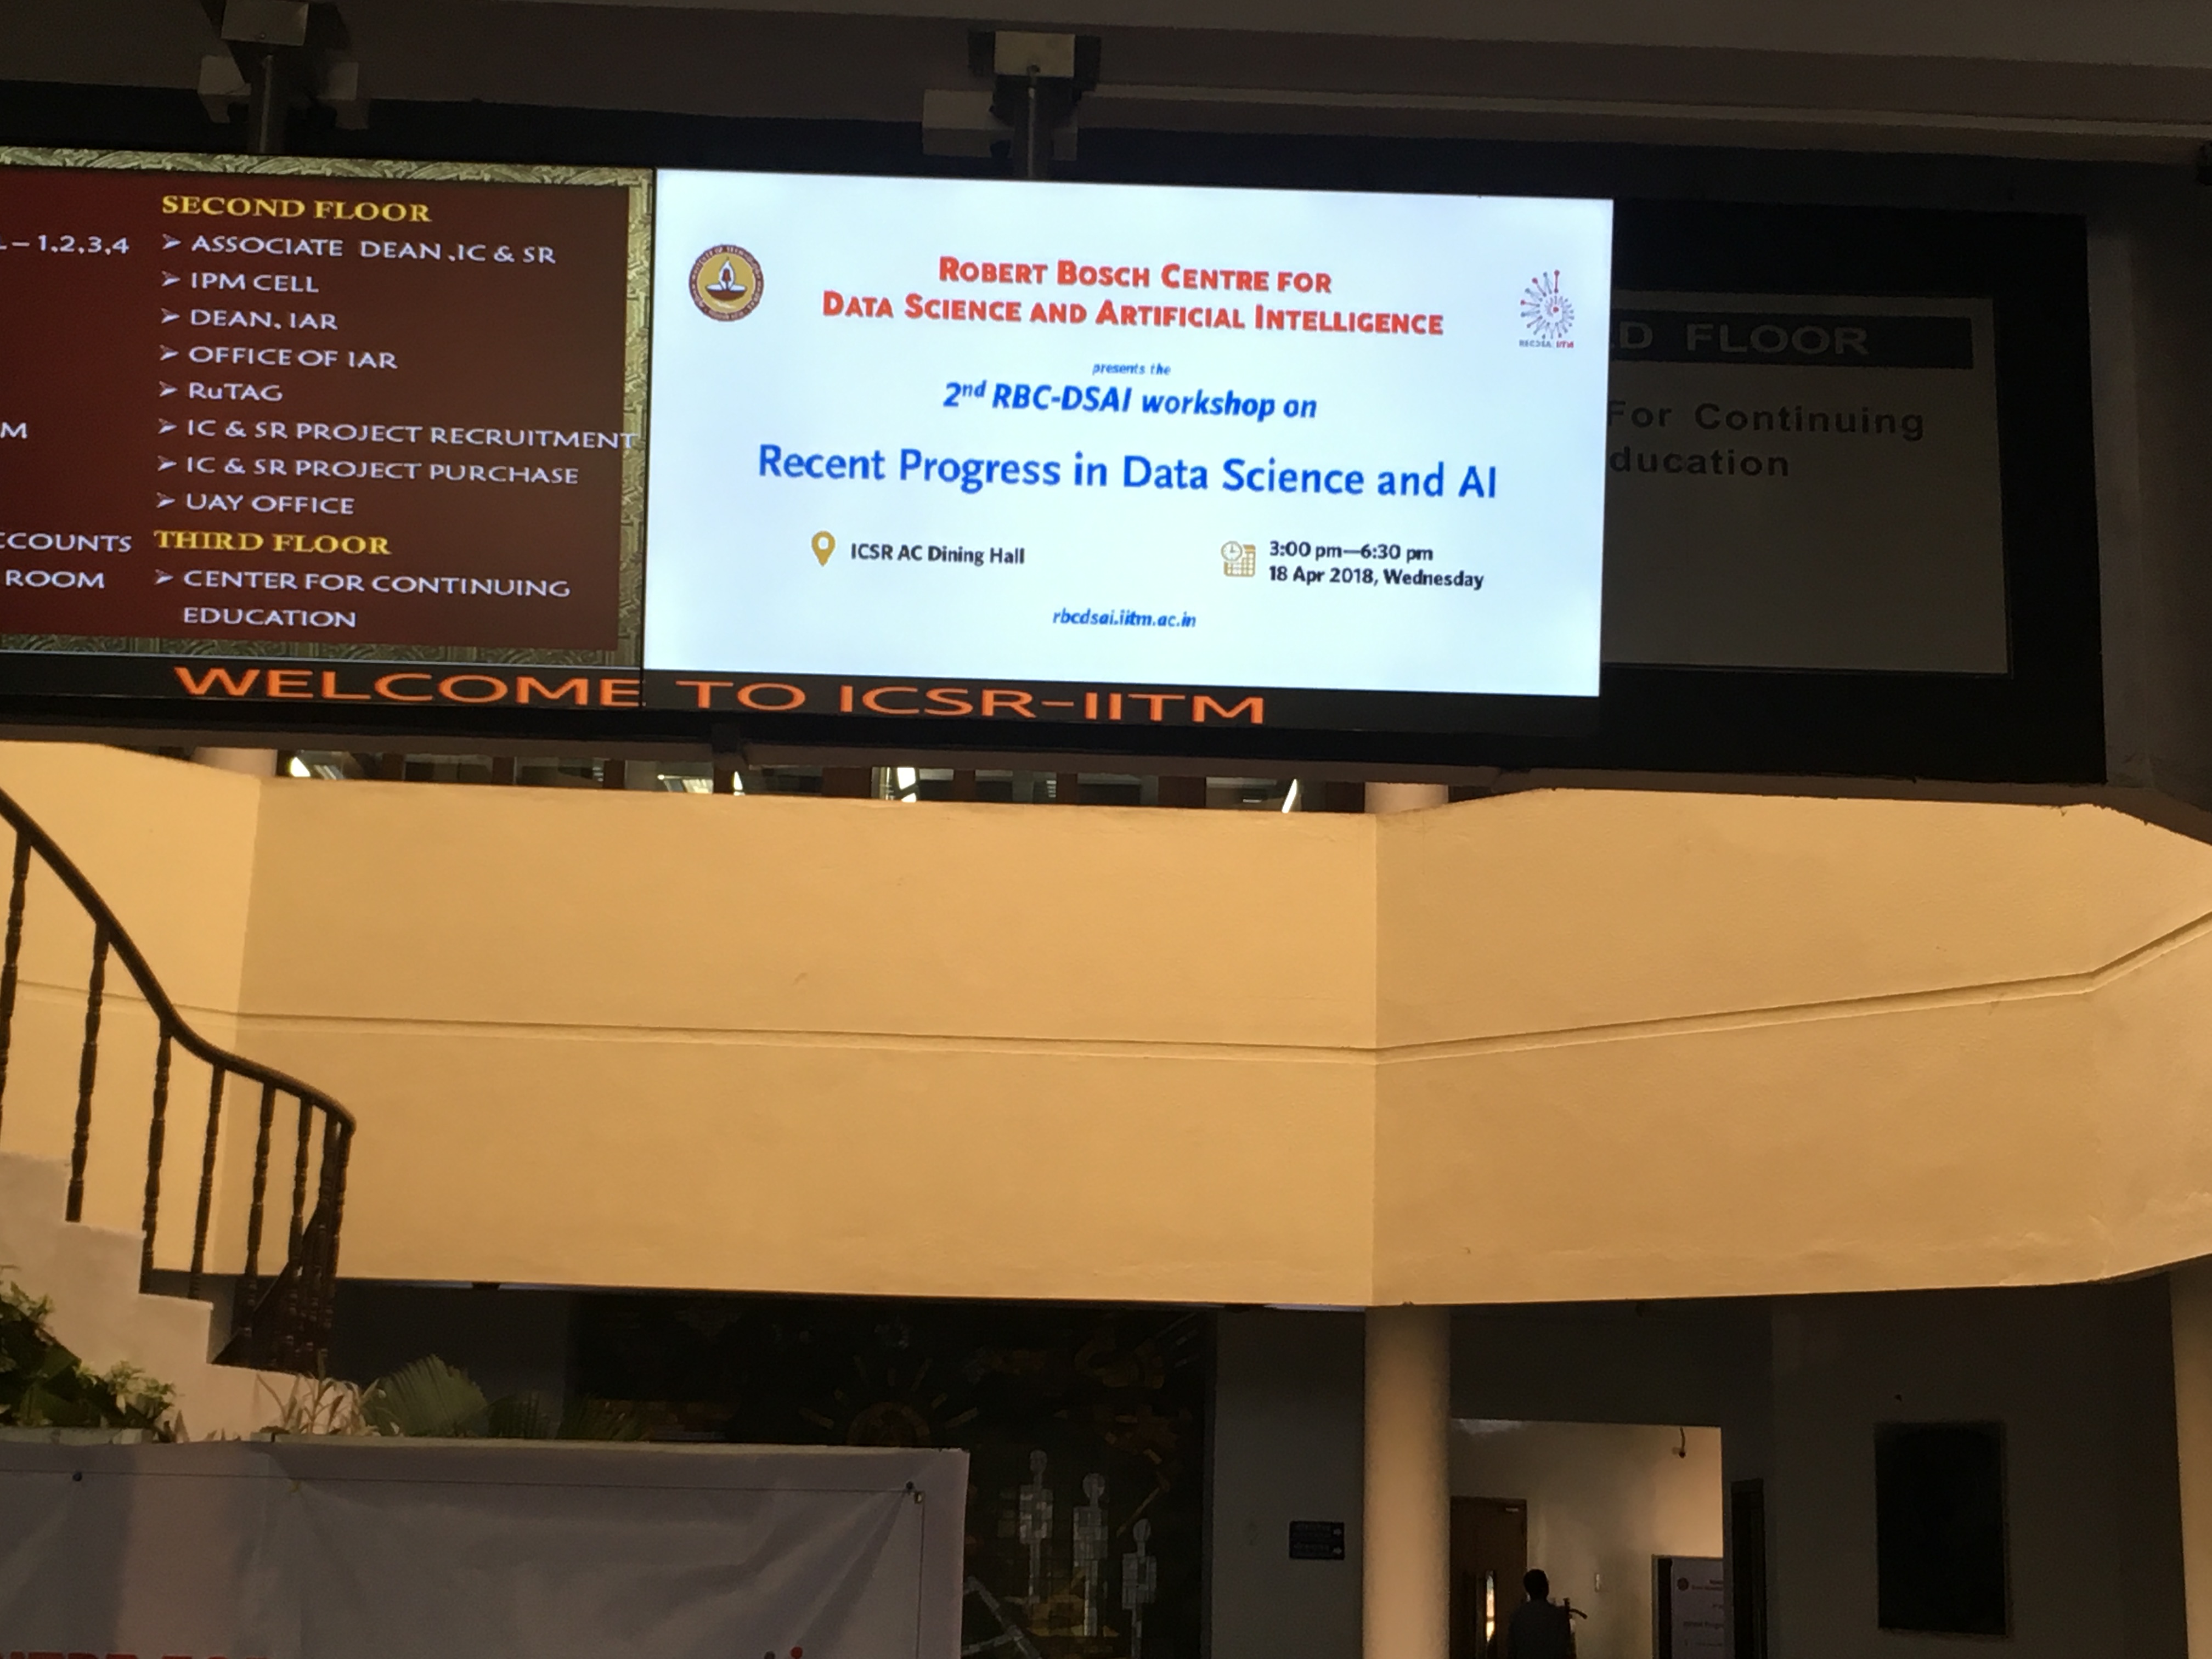 SECOND FLOOR
– 1,2,3,4
➢ ASSOCIATE DEAN ,IC & SR
➢ IPM CELL
➢ DEAN, IAR
➢ OFFICE OF IAR
➢ RuTAG
M
➢ IC & SR PROJECT RECRUITMENT
➢ IC & SR PROJECT PURCHASE
➢ UAY OFFICE
CCOUNTS
THIRD FLOOR
ROOM
➢ CENTER FOR CONTINUING
EDUCATION
ROBERT BOSCH CENTRE FOR
DATA SCIENCE AND ARTIFICIAL INTELLIGENCE
presents the
2nd RBC-DSAI workshop on
Recent Progress in Data Science and AI
ICSR AC Dining Hall
3:00 pm—6:30 pm
18 Apr 2018, Wednesday
rbcdsai.iitm.ac.in
D FLOOR
For Continuing
ducation
WELCOME TO ICSR-IITM